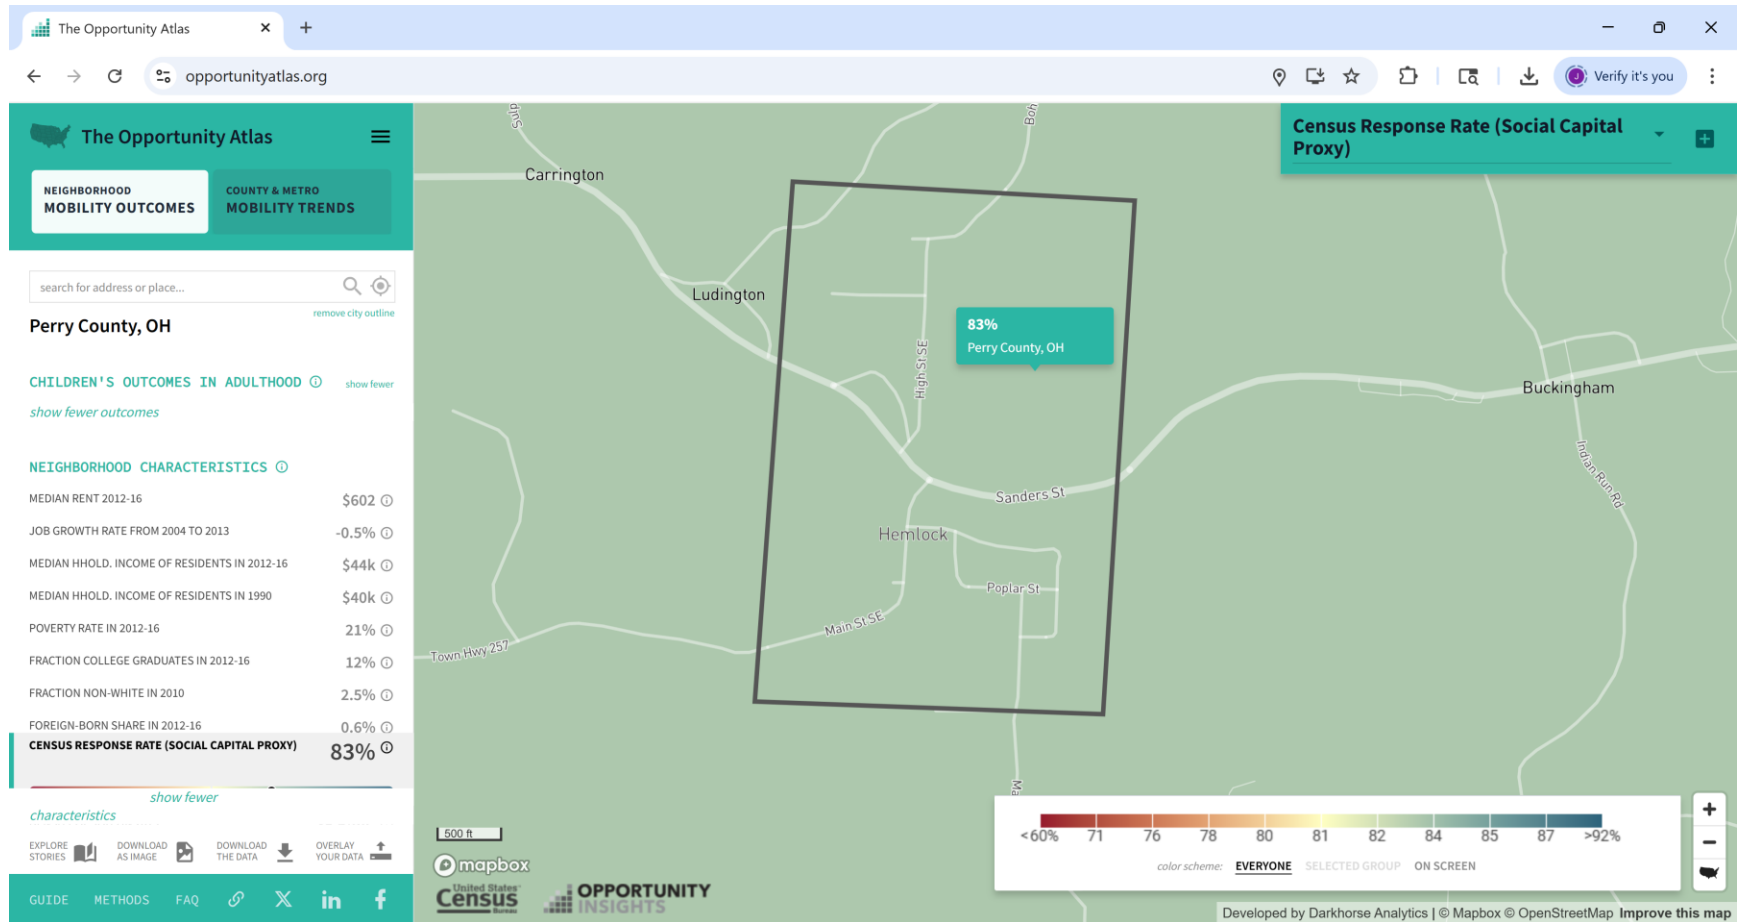 The Opportunity Atlas
opportunityatlas.org
Verify it's you
The Opportunity Atlas
NEIGHBORHOOD
MOBILITY OUTCOMES
COUNTY & METRO
MOBILITY TRENDS
search for address or place...
remove city outline
Perry County, OH
CHILDREN'S OUTCOMES IN ADULTHOOD
show fewer
show fewer outcomes
NEIGHBORHOOD CHARACTERISTICS
MEDIAN RENT 2012-16 $602
JOB GROWTH RATE FROM 2004 TO 2013 -0.5%
MEDIAN HHOLD. INCOME OF RESIDENTS IN 2012-16 $44k
MEDIAN HHOLD. INCOME OF RESIDENTS IN 1990 $40k
POVERTY RATE IN 2012-16 21%
FRACTION COLLEGE GRADUATES IN 2012-16 12%
FRACTION NON-WHITE IN 2010 2.5%
FOREIGN-BORN SHARE IN 2012-16 0.6%
CENSUS RESPONSE RATE (SOCIAL CAPITAL PROXY) 83%
show fewer
characteristics
EXPLORE
STORIES
DOWNLOAD
AS IMAGE
DOWNLOAD
THE DATA
OVERLAY
YOUR DATA
GUIDE METHODS FAQ
Census Response Rate (Social Capital
Proxy)
Carrington
Ludington
83%
Perry County, OH
High St SE
Buckingham
Indian Run Rd
Sanders St
Hemlock
Poplar St
Main St SE
Town Hwy 257
500 ft
mapbox
United States
Census
Bureau
OPPORTUNITY
INSIGHTS
<60% 71 76 78 80 81 82 84 85 87 >92%
color scheme: EVERYONE SELECTED GROUP ON SCREEN
Developed by Darkhorse Analytics | © Mapbox © OpenStreetMap Improve this map